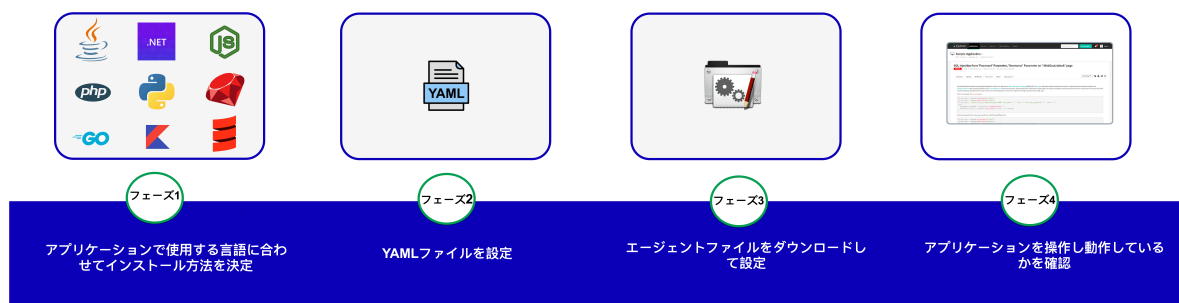 .NET
JS
php
GO
YAML
フェーズ1
フェーズ2
フェーズ3
フェーズ4
アプリケーションで使用する言語に合わ
せてインストール方法を決定
YAMLファイルを設定
エージェントファイルをダウンロードし
て設定
アプリケーションを操作し動作している
かを確認